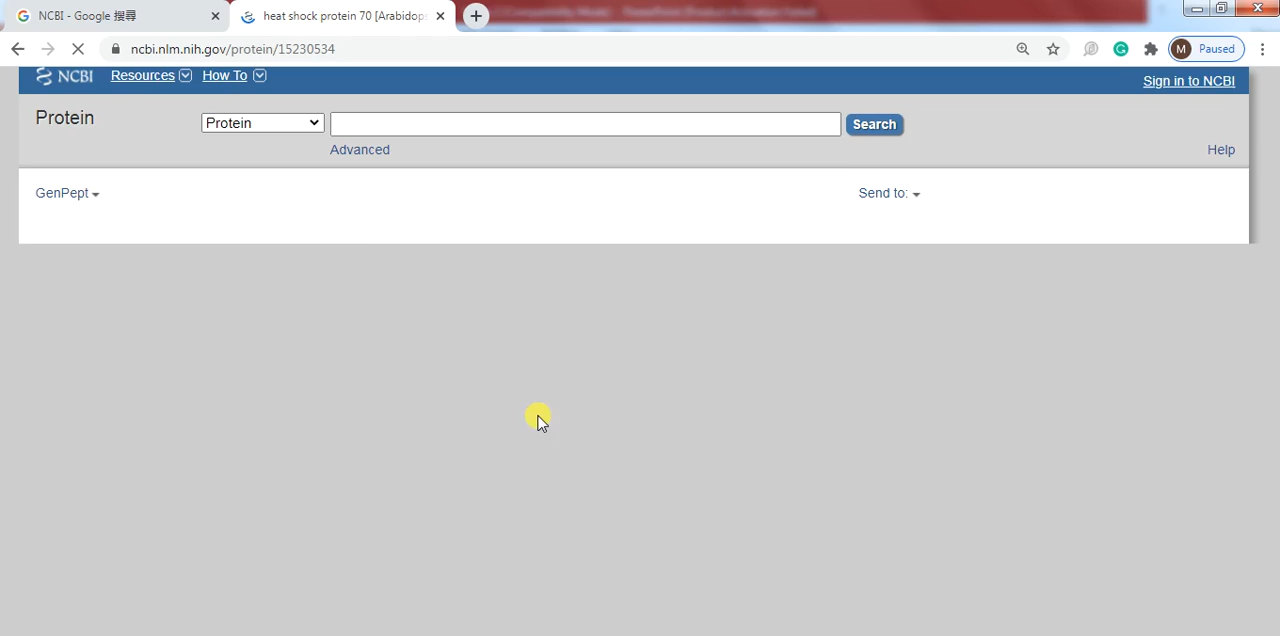 NCBI - Google 搜尋
heat shock protein 70 [Arabidops
ncbi.nlm.nih.gov/protein/15230534
M Paused
NCBI Resources How To
Sign in to NCBI
Protein
Protein
Search
Advanced
Help
GenPept
Send to: